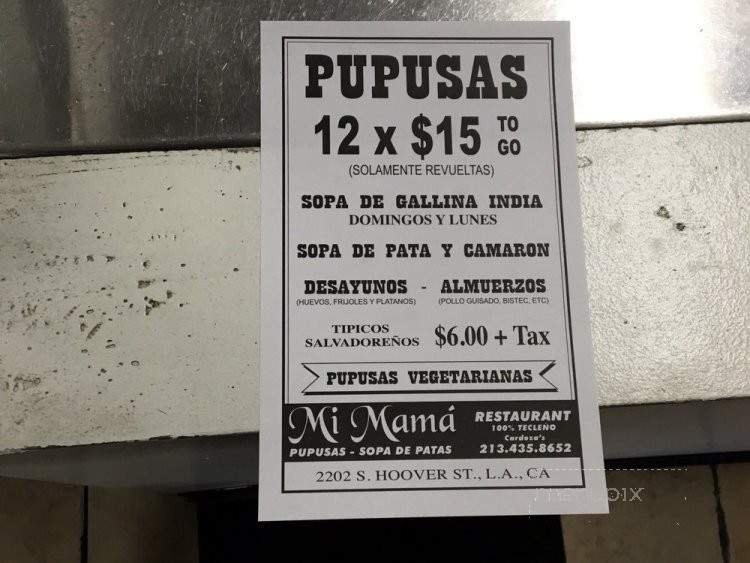 PUPUSAS
12 x $15 TO GO
(SOLAMENTE REVUELTAS)
SOPA DE GALLINA INDIA
DOMINGOS Y LUNES
SOPA DE PATA Y CAMARON
DESAYUNOS - ALMUERZOS
(HUEVOS, FRIJOLES Y PLATANOS) (POLLO GUISADO, BISTEC, ETC)
TIPICOS SALVADOREÑOS $6.00 + Tax
PUPUSAS VEGETARIANAS
Mi Mamá RESTAURANT
100% TECLEÑO
Cardoza's
PUPUSAS - SOPA DE PATAS 213.435.8652
2202 S. HOOVER ST., L.A., CA